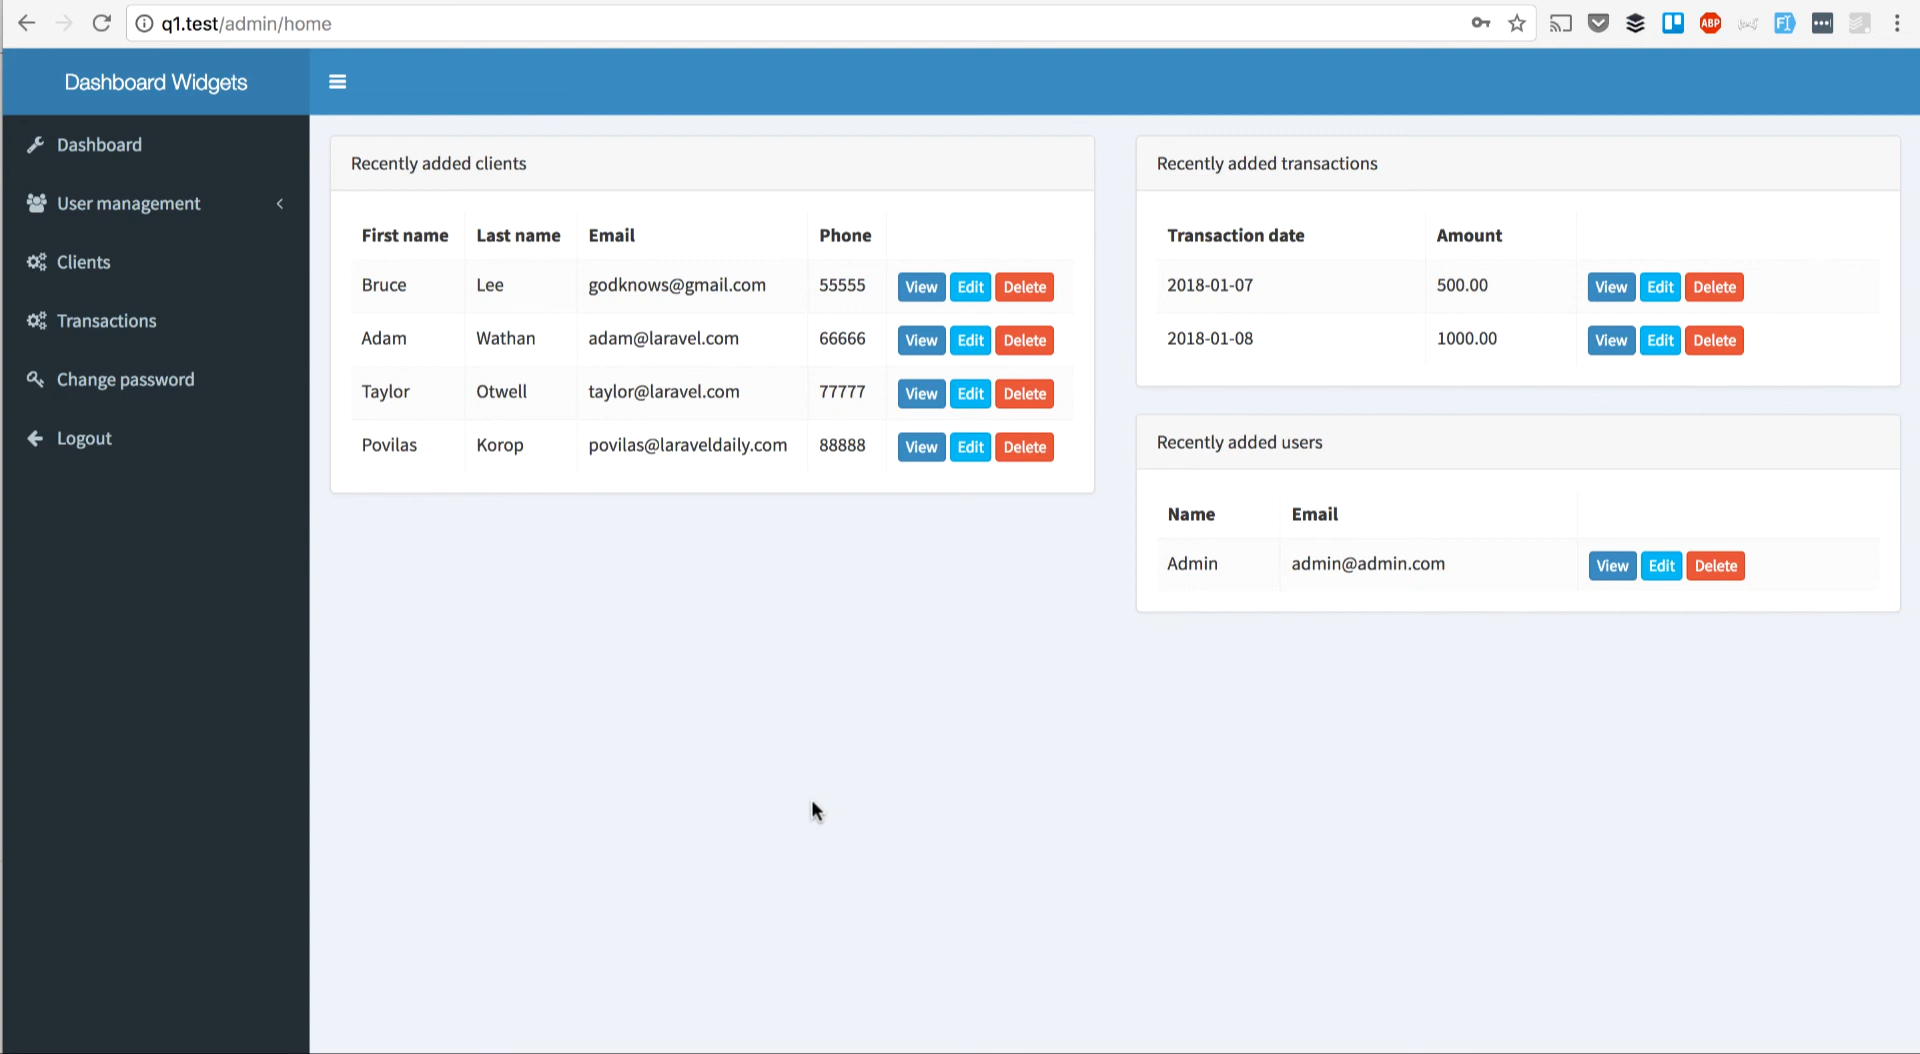 q1.test/admin/home
ABP
Dashboard Widgets
Dashboard
User management
Clients
Transactions
Change password
Logout
Recently added clients
First name Last name Email Phone
Bruce Lee godknows@gmail.com 55555 View Edit Delete
Adam Wathan adam@laravel.com 66666 View Edit Delete
Taylor Otwell taylor@laravel.com 77777 View Edit Delete
Povilas Korop povilas@laraveldaily.com 88888 View Edit Delete
Recently added transactions
Transaction date Amount
2018-01-07 500.00 View Edit Delete
2018-01-08 1000.00 View Edit Delete
Recently added users
Name Email
Admin admin@admin.com View Edit Delete